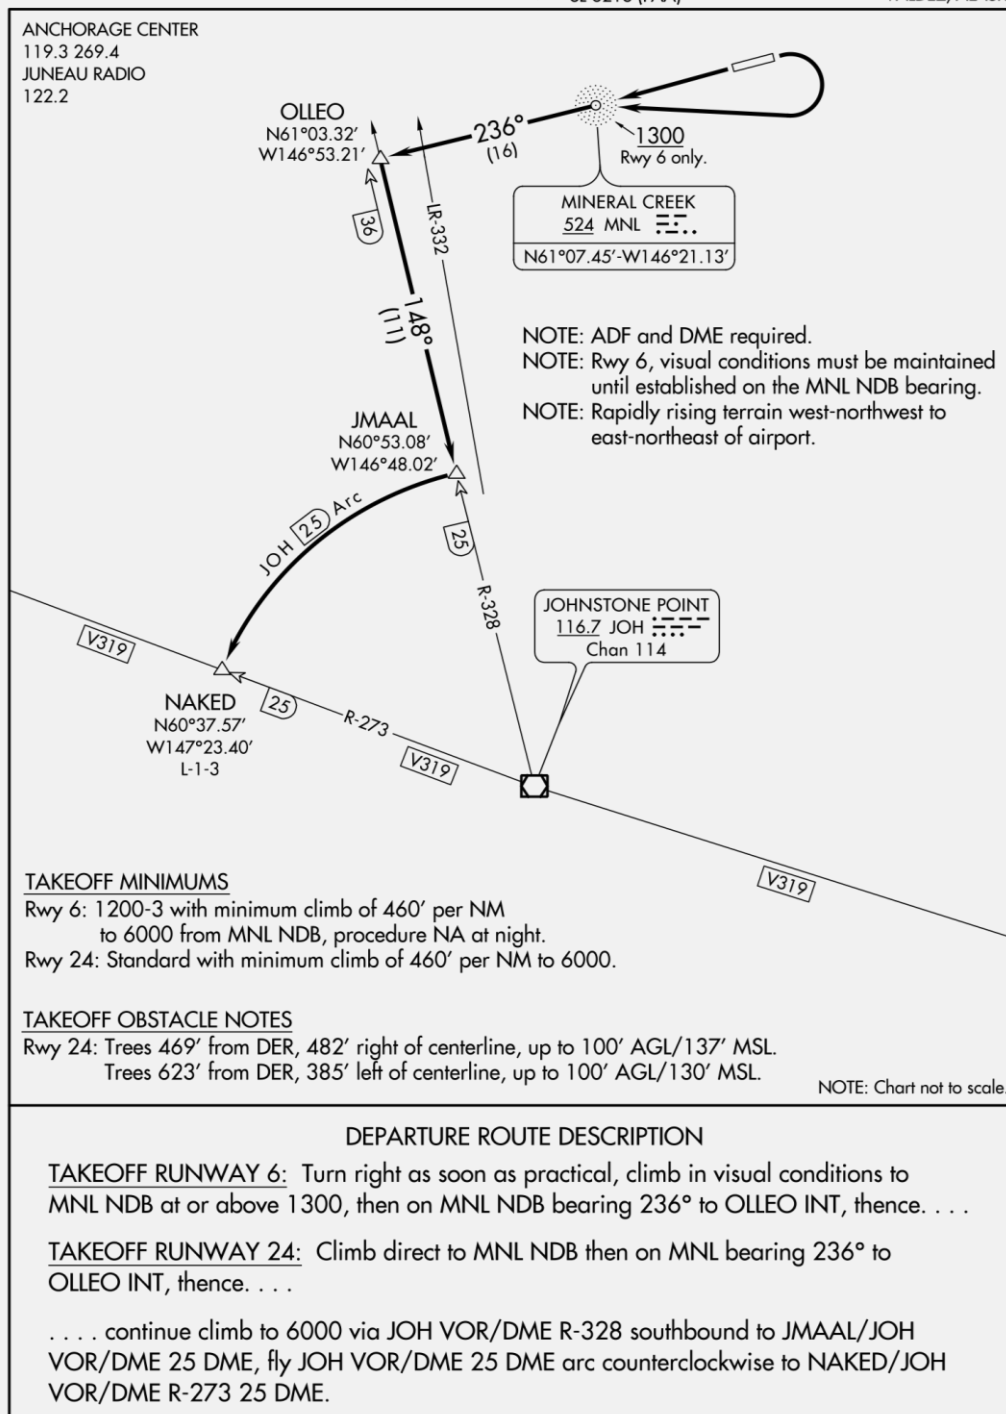 ANCHORAGE CENTER
119.3 269.4
JUNEAU RADIO
122.2
OLLEO
N61°03.32′
W146°53.21′
236°
(16)
1300
Rwy 6 only.
MINERAL CREEK
524 MNL
N61°07.45′-W146°21.13′
36
LR-332
148°
(11)
NOTE: ADF and DME required.
NOTE: Rwy 6, visual conditions must be maintained
until established on the MNL NDB bearing.
NOTE: Rapidly rising terrain west-northwest to
east-northeast of airport.
JMAAL
N60°53.08′
W146°48.02′
JOH 25 Arc
25
R-328
JOHNSTONE POINT
116.7 JOH
Chan 114
V319
NAKED
N60°37.57′
W147°23.40′
L-1-3
25
R-273
V319
V319
TAKEOFF MINIMUMS
Rwy 6: 1200-3 with minimum climb of 460′ per NM
to 6000 from MNL NDB, procedure NA at night.
Rwy 24: Standard with minimum climb of 460′ per NM to 6000.
TAKEOFF OBSTACLE NOTES
Rwy 24: Trees 469′ from DER, 482′ right of centerline, up to 100′ AGL/137′ MSL.
Trees 623′ from DER, 385′ left of centerline, up to 100′ AGL/130′ MSL.
NOTE: Chart not to scale.
DEPARTURE ROUTE DESCRIPTION
TAKEOFF RUNWAY 6: Turn right as soon as practical, climb in visual conditions to
MNL NDB at or above 1300, then on MNL NDB bearing 236° to OLLEO INT, thence. . . .
TAKEOFF RUNWAY 24: Climb direct to MNL NDB then on MNL bearing 236° to
OLLEO INT, thence. . . .
. . . . continue climb to 6000 via JOH VOR/DME R-328 southbound to JMAAL/JOH
VOR/DME 25 DME, fly JOH VOR/DME 25 DME arc counterclockwise to NAKED/JOH
VOR/DME R-273 25 DME.